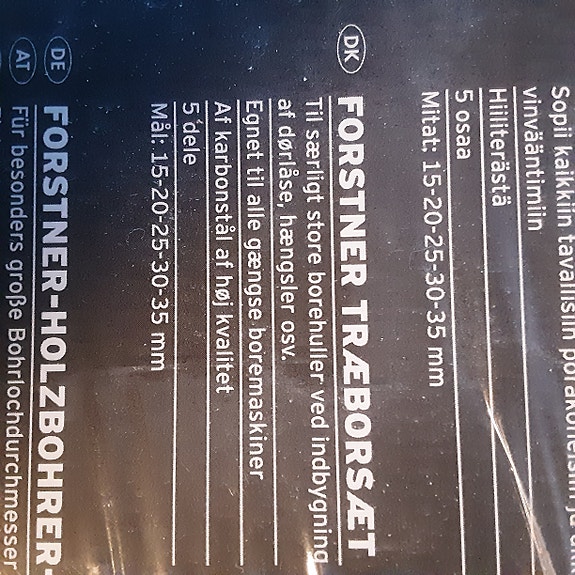 Sopii kaikkiin tavallisiin porakoneisiin ja
vinvääntimiin
Hiiliterästä
5 osaa
Mitat: 15-20-25-30-35 mm
DK
FORSTNER TRÆBORSÆT
Til særligt store borehuller ved indbygning
af dørlåse, hængsler osv.
Egnet til alle gængse boremaskiner
Af karbonstål af høj kvalitet
5 dele
Mål: 15-20-25-30-35 mm
DE
FORSTNER-HOLZBOHRER-
AT
Für besonders große Bohrlochdurchmesser